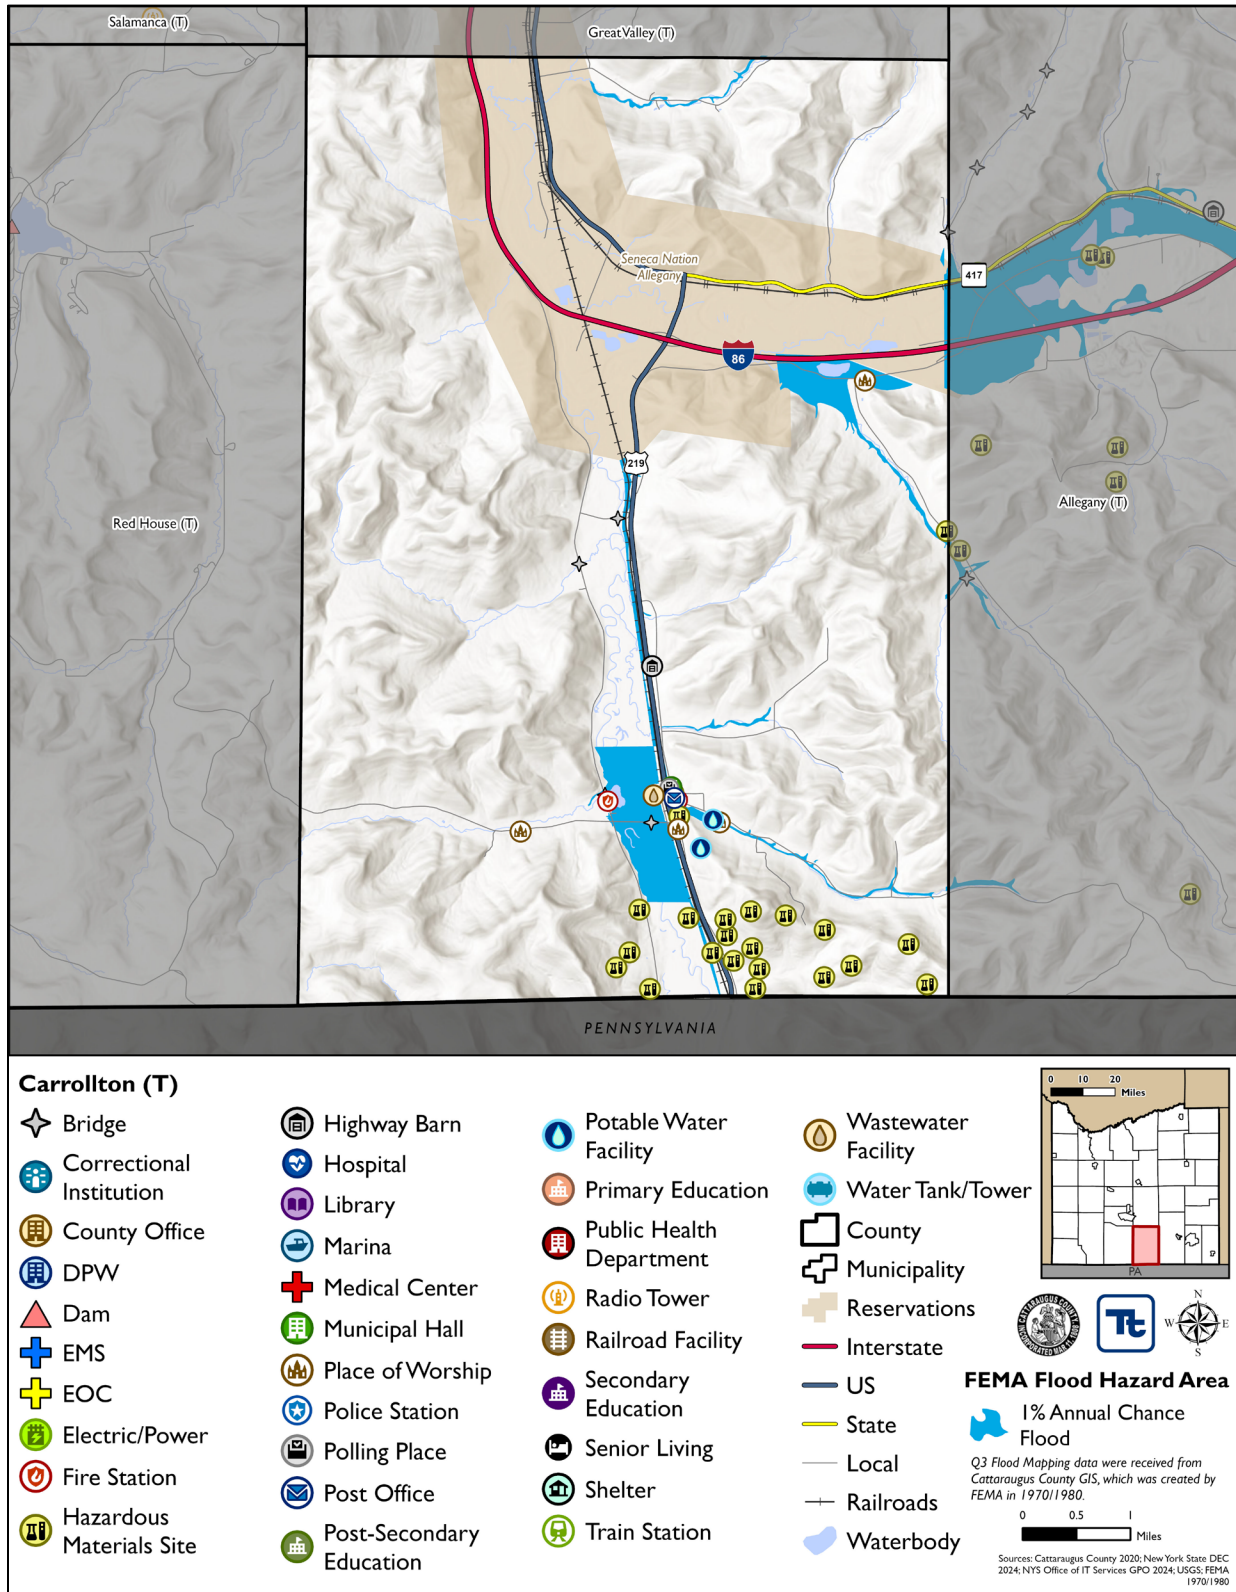 Salamanca (T)
Great Valley (T)
Seneca Nation
Allegany
417
86
219
Red House (T)
Allegany (T)
PENNSYLVANIA
Carrollton (T)
Bridge
Correctional
Institution
County Office
DPW
Dam
EMS
EOC
Electric/Power
Fire Station
Hazardous
Materials Site
Highway Barn
Hospital
Library
Marina
Medical Center
Municipal Hall
Place of Worship
Police Station
Polling Place
Post Office
Post-Secondary
Education
Potable Water
Facility
Primary Education
Public Health
Department
Radio Tower
Railroad Facility
Secondary
Education
Senior Living
Shelter
Train Station
Wastewater
Facility
Water Tank/Tower
County
Municipality
Reservations
Interstate
US
State
Local
Railroads
Waterbody
0 10 20
Miles
PA
CATTARAUGUS COUNTY
Tt
N
W E
S
FEMA Flood Hazard Area
1% Annual Chance
Flood
Q3 Flood Mapping data were received from
Cattaraugus County GIS, which was created by
FEMA in 1970/1980.
0 0.5 1
Miles
Sources: Cattaraugus County 2020; New York State DEC
2024; NYS Office of IT Services GPO 2024; USGS; FEMA
1970/1980